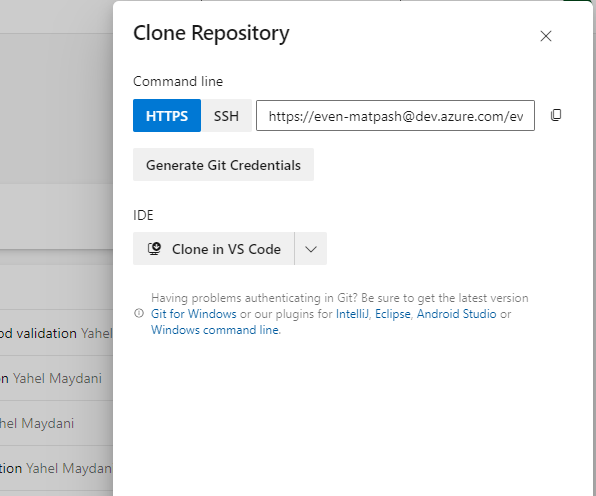 Clone Repository
Command line
HTTPS
SSH
https://even-matpash@dev.azure.com/ev
Generate Git Credentials
IDE
Clone in VS Code
Having problems authenticating in Git? Be sure to get the latest version
Git for Windows or our plugins for IntelliJ, Eclipse, Android Studio or
Windows command line.
od validation Yahel
on Yahel Maydani
hel Maydani
tion Yahel Maydan